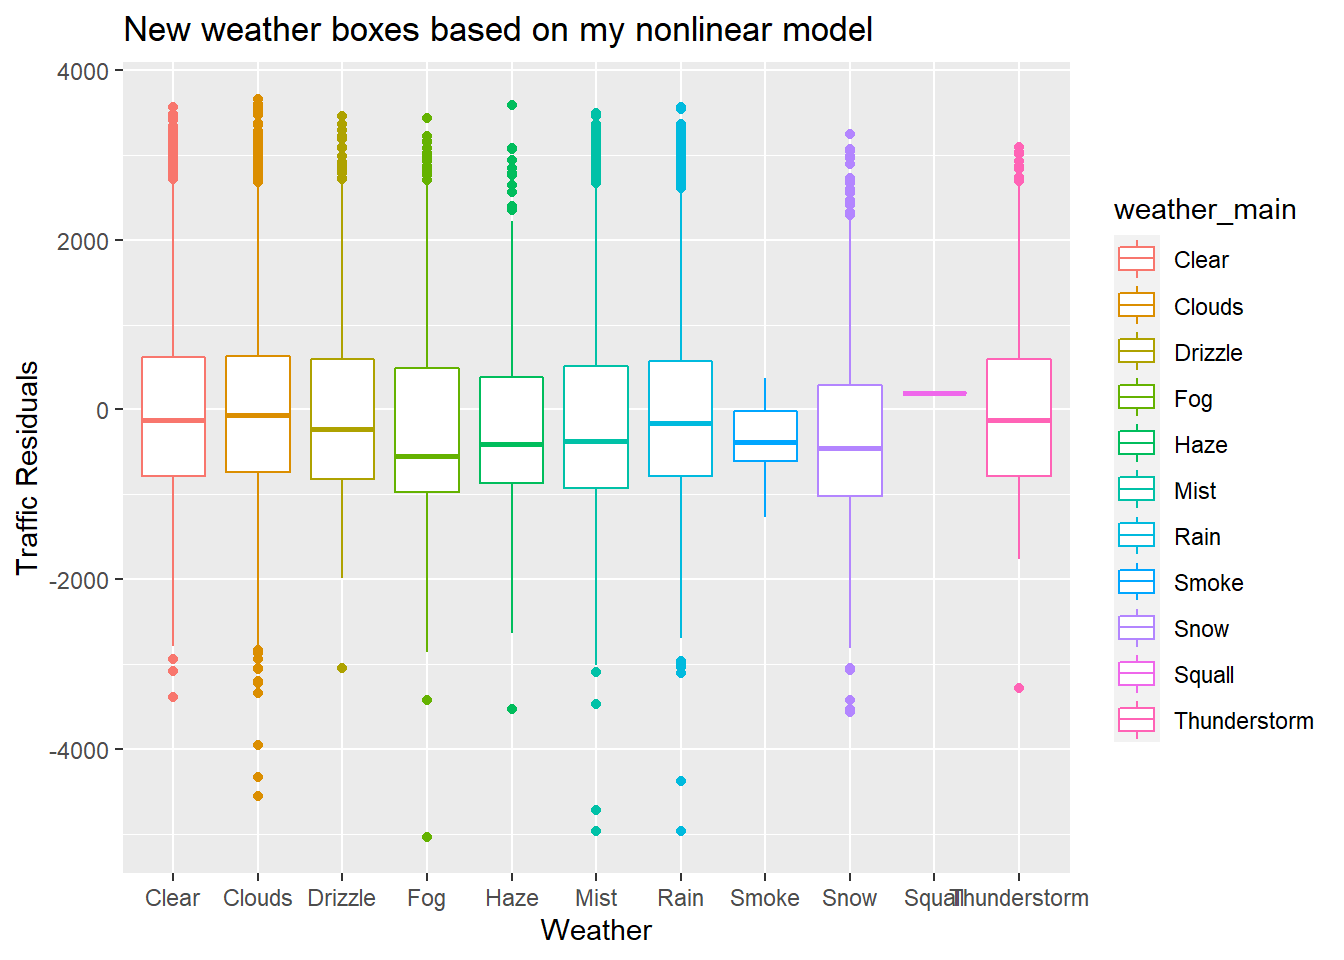 New weather boxes based on my nonlinear model
4000
2000
0
-2000
-4000
Traffic Residuals
Clear Clouds Drizzle Fog Haze Mist Rain Smoke Snow Squall Thunderstorm
Weather
weather_main
Clear
Clouds
Drizzle
Fog
Haze
Mist
Rain
Smoke
Snow
Squall
Thunderstorm